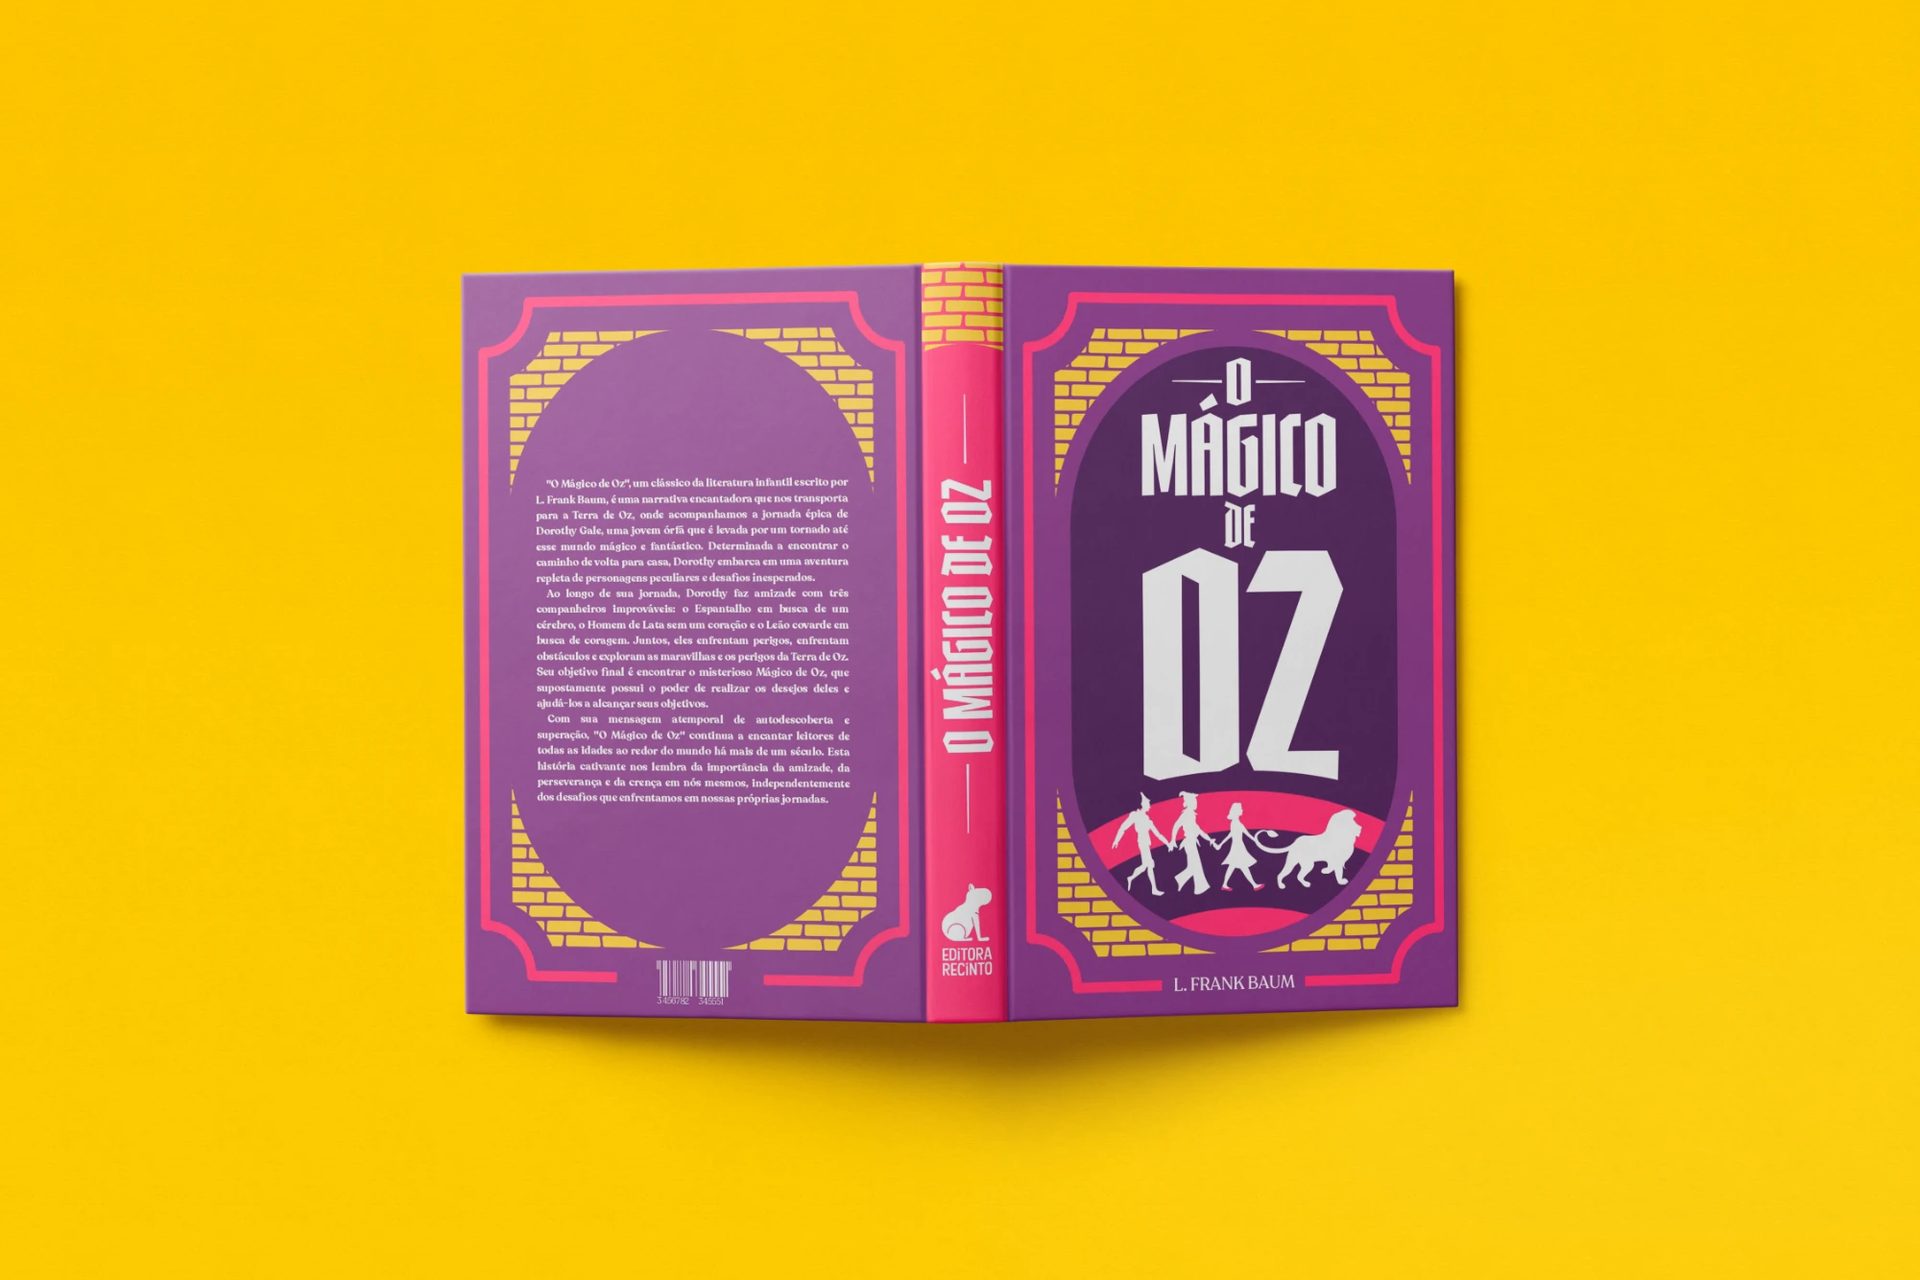 "O Mágico de Oz", um clássico da literatura infantil escrito por
L. Frank Baum, é uma narrativa encantadora que nos transporta
para a Terra de Oz, onde acompanhamos a jornada épica de
Dorothy Gale, uma jovem órfã que é levada por um tornado até
esse mundo mágico e fantástico. Determinada a encontrar o
caminho de volta para casa, Dorothy embarca em uma aventura
repleta de personagens peculiares e desafios inesperados.
Ao longo de sua jornada, Dorothy faz amizade com três
companheiros improváveis: o Espantalho em busca de um
cérebro, o Homem de Lata sem um coração e o Leão covarde em
busca de coragem. Juntos, eles enfrentam perigos, enfrentam
obstáculos e exploram as maravilhas e os perigos da Terra de Oz.
Seu objetivo final é encontrar o misterioso Mágico de Oz, que
supostamente possui o poder de realizar os desejos deles e
ajudá-los a alcançar seus objetivos.
Com sua mensagem atemporal de autodescoberta e
superação, "O Mágico de Oz" continua a encantar leitores de
todas as idades ao redor do mundo há mais de um século. Esta
história cativante nos lembra da importância da amizade, da
perseverança e da crença em nós mesmos, independentemente
dos desafios que enfrentamos em nossas próprias jornadas.
3 456782 345551
O MÁGICO DE OZ
EDITORA
RECINTO
O
MÁGICO
DE
OZ
L. FRANK BAUM